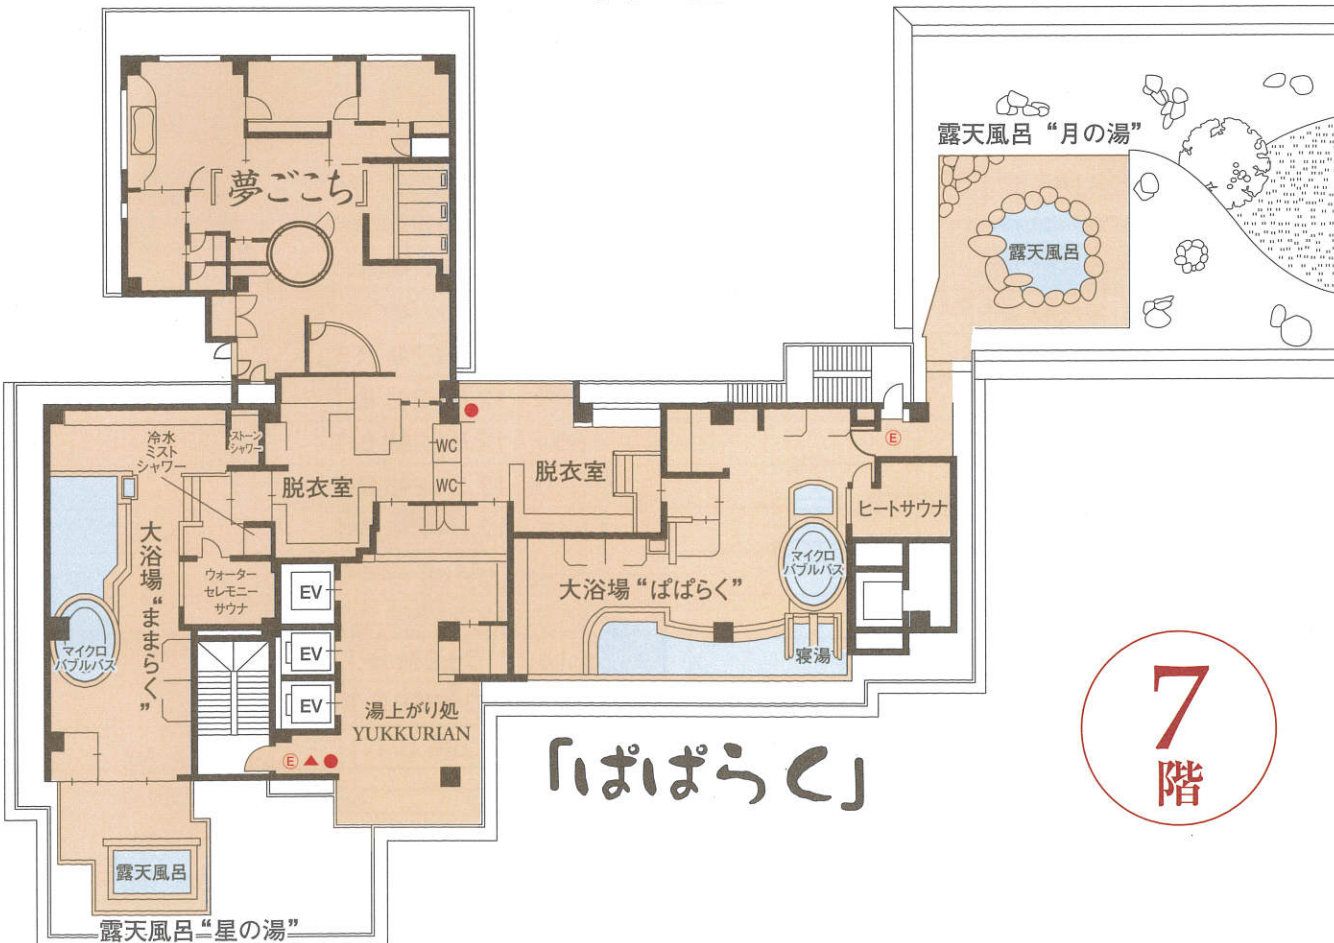 露天風呂 “月の湯”
『夢ごこち』
露天風呂
冷水
ミスト
シャワー
ストーン
シャワー
WC
WC
脱衣室
脱衣室
E
ヒートサウナ
大浴場“ままらく”
ウォーター
セレモニー
サウナ
EV
EV
EV
マイクロ
バブルバス
大浴場“ぱぱらく”
マイクロ
バブルバス
寝湯
湯上がり処
YUKKURIAN
E
「ぱぱらく」
7
階
露天風呂
露天風呂“星の湯”